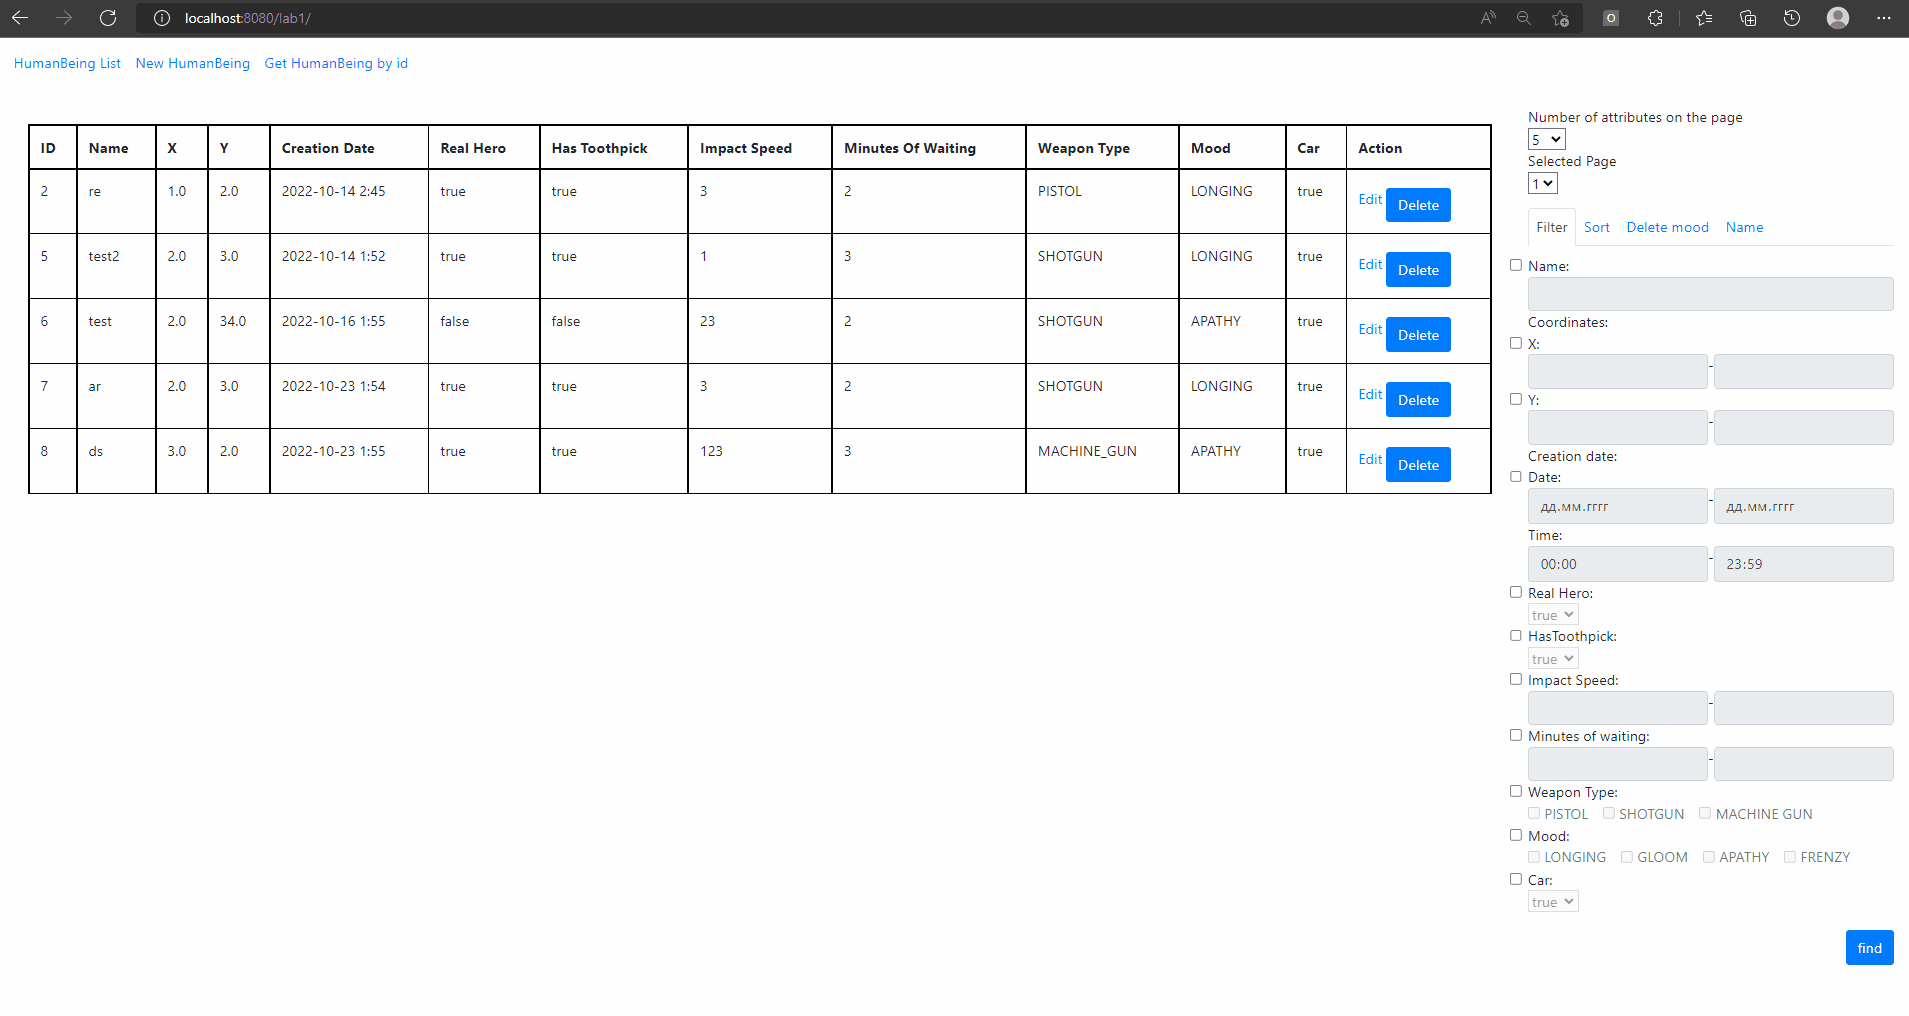 localhost:8080/lab1/
HumanBeing List New HumanBeing Get HumanBeing by id
ID Name X Y Creation Date Real Hero Has Toothpick Impact Speed Minutes Of Waiting Weapon Type Mood Car Action
2 re 1.0 2.0 2022-10-14 2:45 true true 3 2 PISTOL LONGING true Edit Delete
5 test2 2.0 3.0 2022-10-14 1:52 true true 1 3 SHOTGUN LONGING true Edit Delete
6 test 2.0 34.0 2022-10-16 1:55 false false 23 2 SHOTGUN APATHY true Edit Delete
7 ar 2.0 3.0 2022-10-23 1:54 true true 3 2 SHOTGUN LONGING true Edit Delete
8 ds 3.0 2.0 2022-10-23 1:55 true true 123 3 MACHINE_GUN APATHY true Edit Delete
Number of attributes on the page
5
Selected Page
1
Filter Sort Delete mood Name
Name:
Coordinates:
X:
-
Y:
-
Creation date:
Date:
дд.мм.гггг - дд.мм.гггг
Time:
00:00 - 23:59
Real Hero:
true
HasToothpick:
true
Impact Speed:
-
Minutes of waiting:
-
Weapon Type:
PISTOL SHOTGUN MACHINE GUN
Mood:
LONGING GLOOM APATHY FRENZY
Car:
true
find